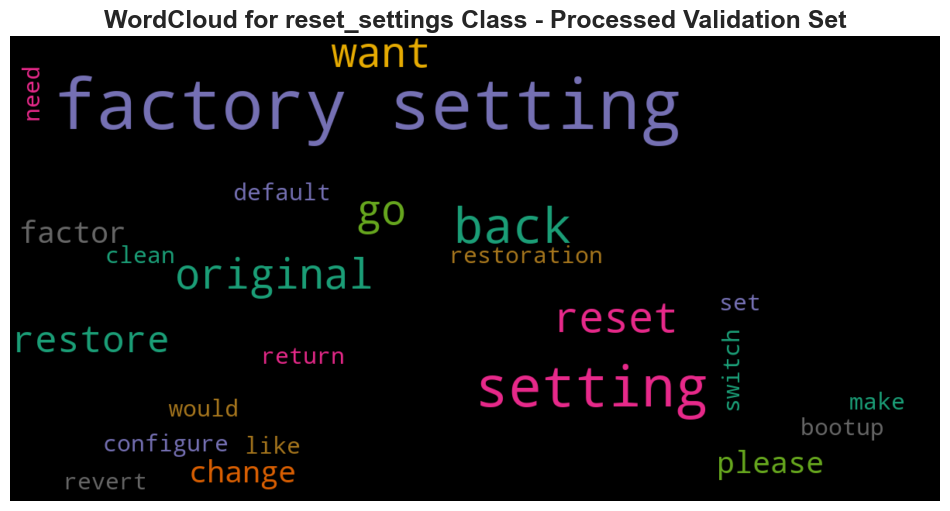 WordCloud for reset_settings Class - Processed Validation Set
want
need
factory setting
default
go
back
factor
clean
original
restoration
reset
set
restore
return
switch
setting
would
make
configure
like
bootup
change
please
revert